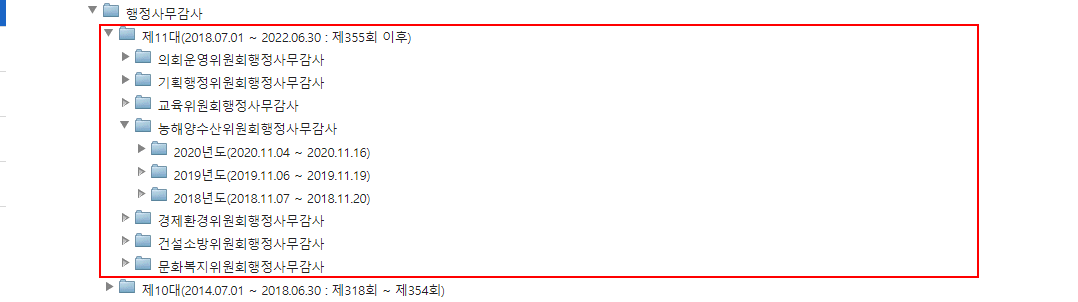 행정사무감사
제11대(2018.07.01 ~ 2022.06.30 : 제355회 이후)
의회운영위원회행정사무감사
기획행정위원회행정사무감사
교육위원회행정사무감사
농해양수산위원회행정사무감사
2020년도(2020.11.04 ~ 2020.11.16)
2019년도(2019.11.06 ~ 2019.11.19)
2018년도(2018.11.07 ~ 2018.11.20)
경제환경위원회행정사무감사
건설소방위원회행정사무감사
문화복지위원회행정사무감사
제10대(2014.07.01 ~ 2018.06.30 : 제318회 ~ 제354회)